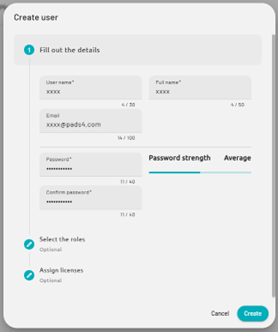 Create user
1 Fill out the details
User name*
xxxx
4 / 30
Full name*
xxxx
4 / 50
Email
xxxx@pads4.com
14 / 100
Password*
•••••••••••
11 / 40
Password strength Average
Confirm password*
•••••••••••
11 / 40
Select the roles
Optional
Assign licenses
Optional
Cancel Create